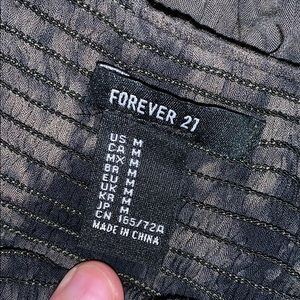 FOREVER 21
US M
CA M
MX M
BR M
EU M
UK M
KR M
JP M
CN 165/72A
MADE IN CHINA